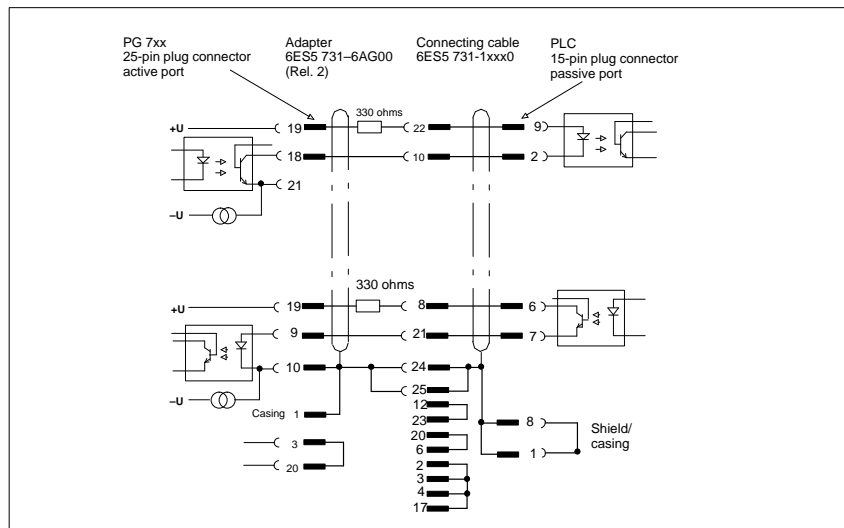 PG 7xx
25-pin plug connector
active port
Adapter
6ES5 731–6AG00
(Rel. 2)
Connecting cable
6ES5 731-1xxx0
PLC
15-pin plug connector
passive port
330 ohms
+U 19 22 9
18 10 2
21
–U
330 ohms
+U 19 8 6
9 21 7
10 24
25
–U
12
Casing 1
23
8
Shield/
casing
3
20
6
1
20
2
3
4
17